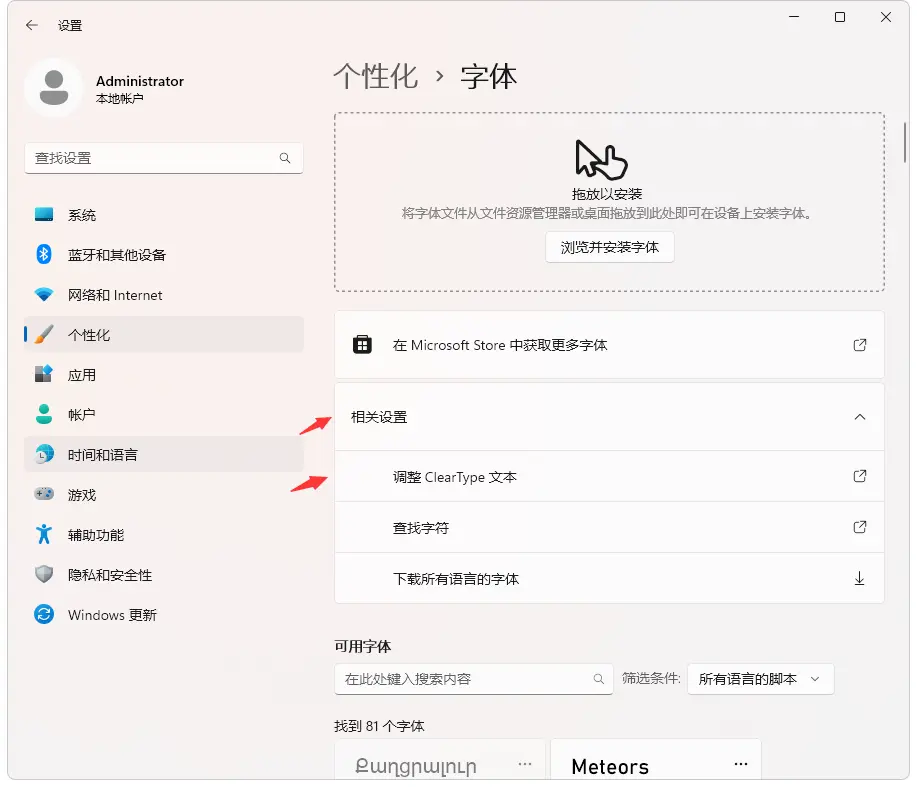 设置
Administrator
本地帐户
查找设置
系统
蓝牙和其他设备
网络和 Internet
个性化
应用
帐户
时间和语言
游戏
辅助功能
隐私和安全性
Windows 更新
个性化 › 字体
拖放以安装
将字体文件从文件资源管理器或桌面拖放到此处即可在设备上安装字体。
浏览并安装字体
在 Microsoft Store 中获取更多字体
相关设置
调整 ClearType 文本
查找字符
下载所有语言的字体
可用字体
在此处键入搜索内容
筛选条件: 所有语言的脚本
找到 81 个字体
Քաղցրալուր ···
Meteors ···